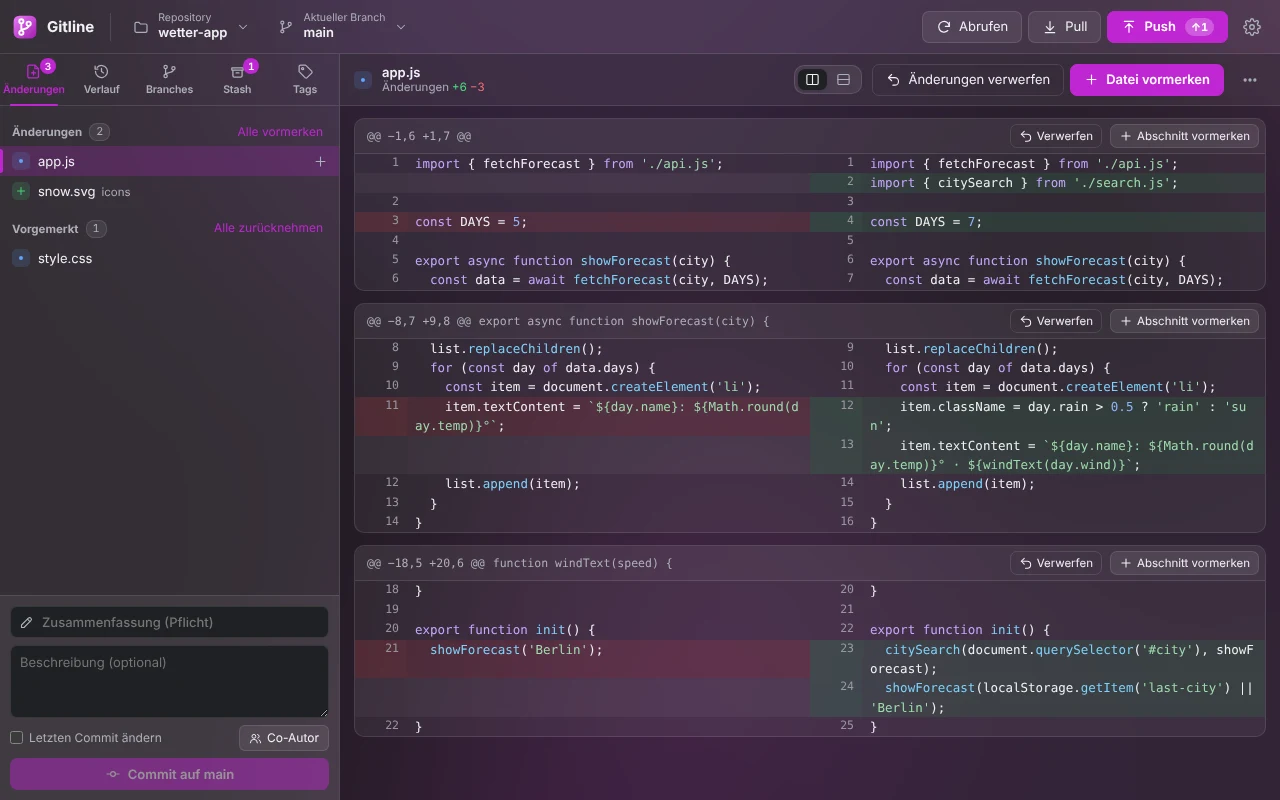 Gitline
Repository
wetter-app
Aktueller Branch
main
Abrufen
Pull
Push 1
Änderungen 3
Verlauf
Branches
Stash 1
Tags
Änderungen 2
Alle vormerken
app.js
snow.svg icons
Vorgemerkt 1
Alle zurücknehmen
style.css
Zusammenfassung (Pflicht)
Beschreibung (optional)
Letzten Commit ändern
Co-Autor
Commit auf main
app.js
Änderungen +6 −3
Änderungen verwerfen
Datei vormerken
@@ −1,6 +1,7 @@
Verwerfen
Abschnitt vormerken
1 import { fetchForecast } from './api.js'; 1 import { fetchForecast } from './api.js';
2 import { citySearch } from './search.js';
2 3
3 const DAYS = 5; 4 const DAYS = 7;
4 5
5 export async function showForecast(city) { 6 export async function showForecast(city) {
6 const data = await fetchForecast(city, DAYS); 7 const data = await fetchForecast(city, DAYS);
@@ −8,7 +9,8 @@ export async function showForecast(city) {
Verwerfen
Abschnitt vormerken
8 list.replaceChildren(); 9 list.replaceChildren();
9 for (const day of data.days) { 10 for (const day of data.days) {
10 const item = document.createElement('li'); 11 const item = document.createElement('li');
11 item.textContent = `${day.name}: ${Math.round(d 12 item.className = day.rain > 0.5 ? 'rain' : 'su
ay.temp)}°`; n';
13 item.textContent = `${day.name}: ${Math.round(d
ay.temp)}° · ${windText(day.wind)}`;
12 list.append(item); 14 list.append(item);
13 } 15 }
14 } 16 }
@@ −18,5 +20,6 @@ function windText(speed) {
Verwerfen
Abschnitt vormerken
18 } 20 }
19 21
20 export function init() { 22 export function init() {
21 showForecast('Berlin'); 23 citySearch(document.querySelector('#city'), showF
orecast);
24 showForecast(localStorage.getItem('last-city') ||
'Berlin');
22 } 25 }